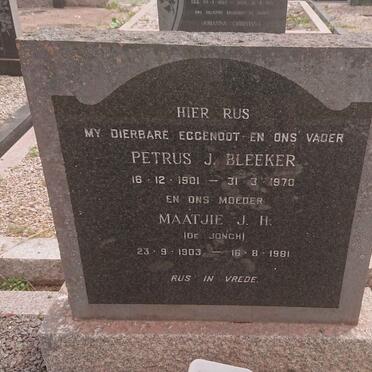 HIER RUS
MY DIERBARE EGGENOOT EN ONS VADER
PETRUS J. BLEEKER
16·12·1901 — 31·3·1970
EN ONS MOEDER
MAATJIE J. H.
(DE JONGH)
23·9·1903 — 16·8·1981
RUS IN VREDE.